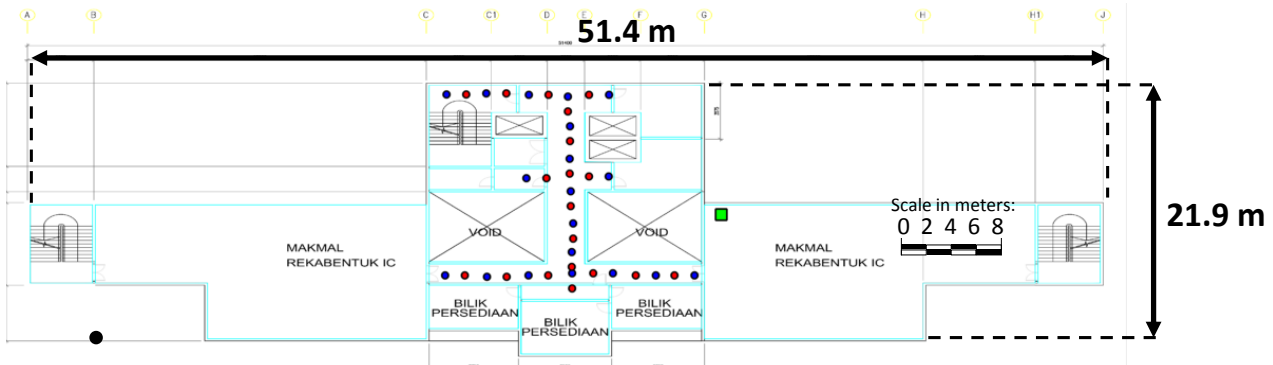 A B C C1 D E F G H H1 J
51.4 m
VOID
VOID
Scale in meters:
0 2 4 6 8
21.9 m
MAKMAL
REKABENTUK IC
MAKMAL
REKABENTUK IC
BILIK
PERSEDIAAN
BILIK
PERSEDIAAN
BILIK
PERSEDIAAN